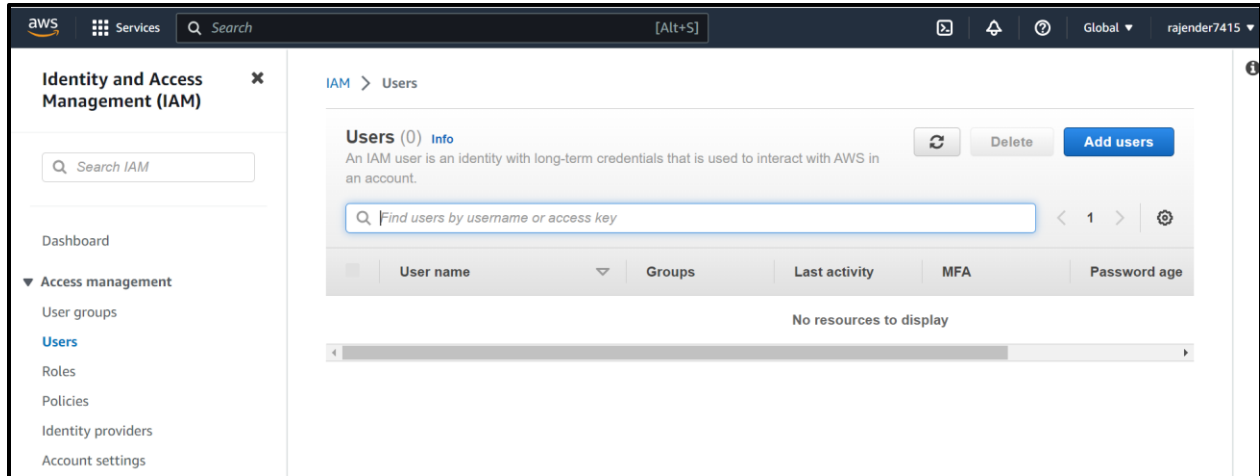 aws
Services
Search
[Alt+S]
Global
rajender7415
Identity and Access
Management (IAM)
Search IAM
Dashboard
Access management
User groups
Users
Roles
Policies
Identity providers
Account settings
IAM > Users
Users (0) Info
An IAM user is an identity with long-term credentials that is used to interact with AWS in
an account.
Delete
Add users
Find users by username or access key
1
User name
Groups
Last activity
MFA
Password age
No resources to display